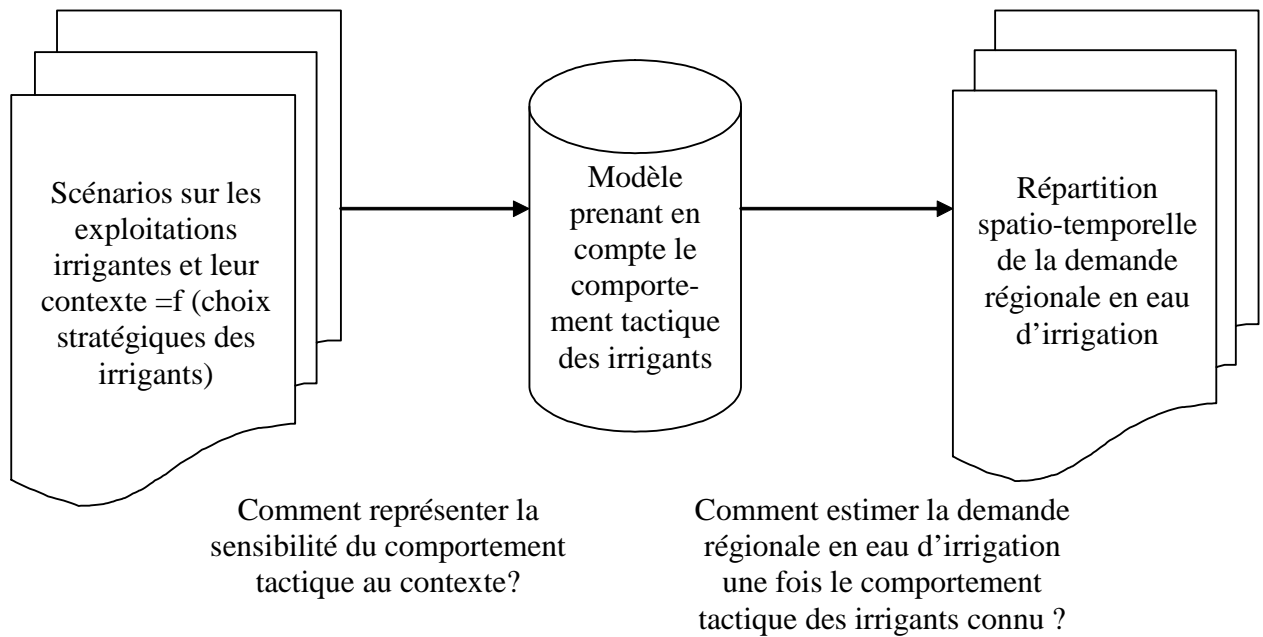 Scénarios sur les
exploitations
irrigantes et leur
contexte =f (choix
stratégiques des
irrigants)
Modèle
prenant en
compte le
comporte-
ment tactique
des irrigants
Répartition
spatio-temporelle
de la demande
régionale en eau
d’irrigation
Comment représenter la
sensibilité du comportement
tactique au contexte?
Comment estimer la demande
régionale en eau d’irrigation
une fois le comportement
tactique des irrigants connu ?